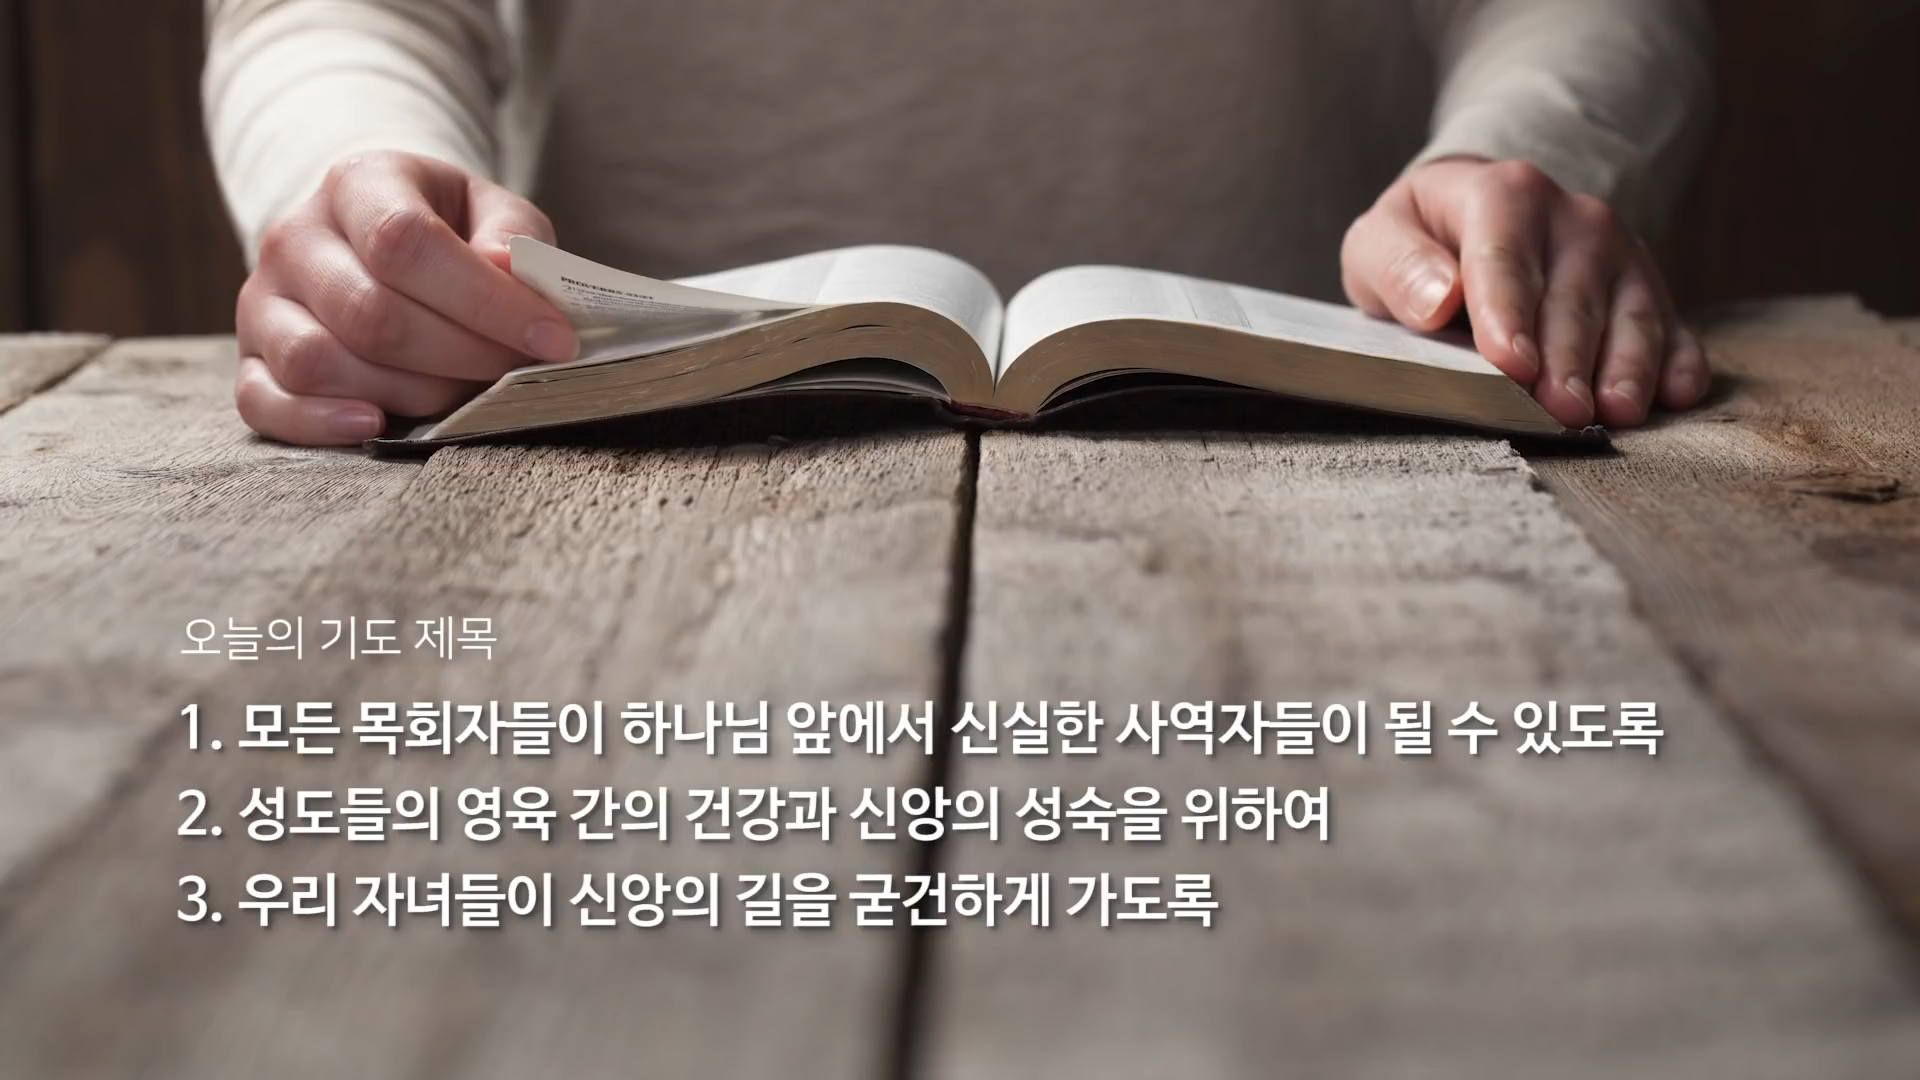 PROVERBS
오늘의 기도 제목
1. 모든 목회자들이 하나님 앞에서 신실한 사역자들이 될 수 있도록
2. 성도들의 영육 간의 건강과 신앙의 성숙을 위하여
3. 우리 자녀들이 신앙의 길을 굳건하게 가도록